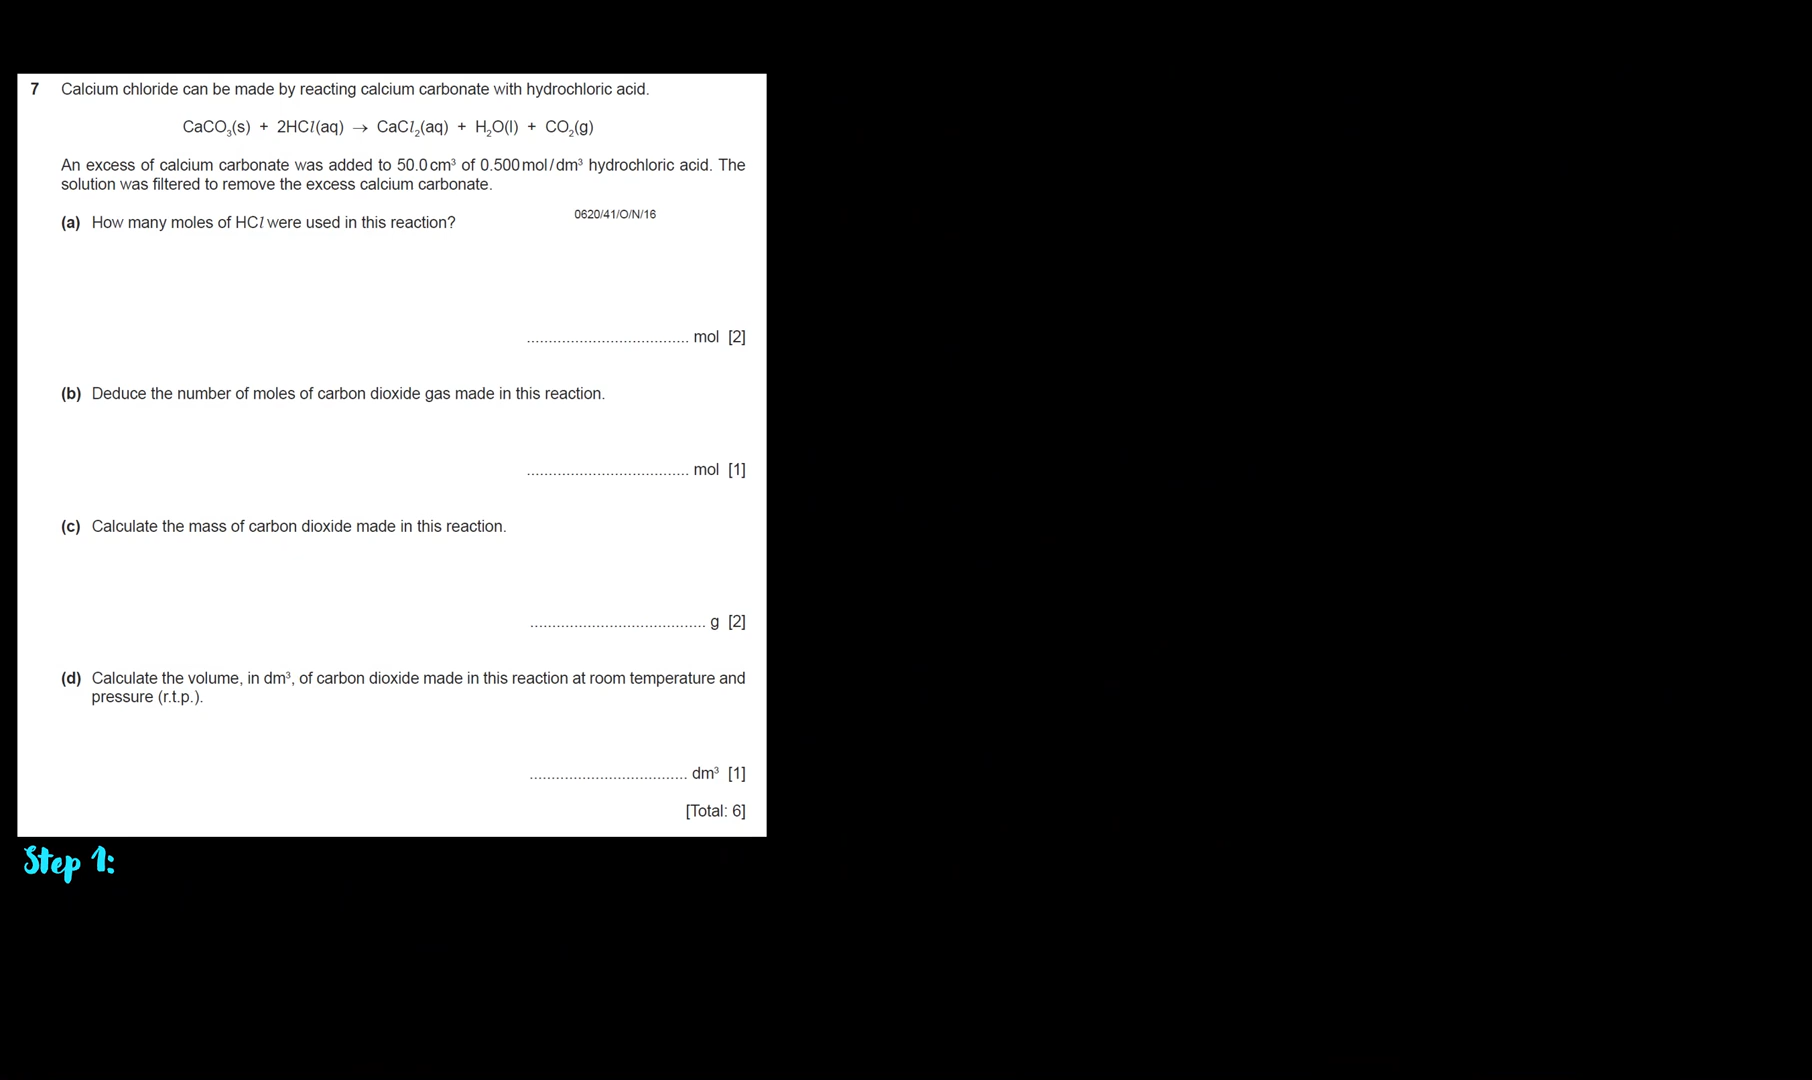 7 Calcium chloride can be made by reacting calcium carbonate with hydrochloric acid.
CaCO₃(s) + 2HCl(aq) → CaCl₂(aq) + H₂O(l) + CO₂(g)
An excess of calcium carbonate was added to 50.0 cm³ of 0.500 mol/dm³ hydrochloric acid. The
solution was filtered to remove the excess calcium carbonate.
0620/41/O/N/16
(a) How many moles of HCl were used in this reaction?
..................................... mol [2]
(b) Deduce the number of moles of carbon dioxide gas made in this reaction.
..................................... mol [1]
(c) Calculate the mass of carbon dioxide made in this reaction.
........................................ g [2]
(d) Calculate the volume, in dm³, of carbon dioxide made in this reaction at room temperature and
pressure (r.t.p.).
.................................... dm³ [1]
[Total: 6]
Step 1: